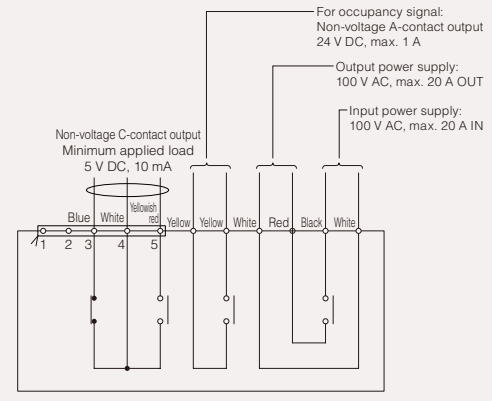 For occupancy signal:
Non-voltage A-contact output
24 V DC, max. 1 A
Output power supply:
100 V AC, max. 20 A OUT
Input power supply:
100 V AC, max. 20 A IN
Non-voltage C-contact output
Minimum applied load
5 V DC, 10 mA
Blue
White
Yellowish
red
Yellow
Yellow
White
Red
Black
White
1
2
3
4
5